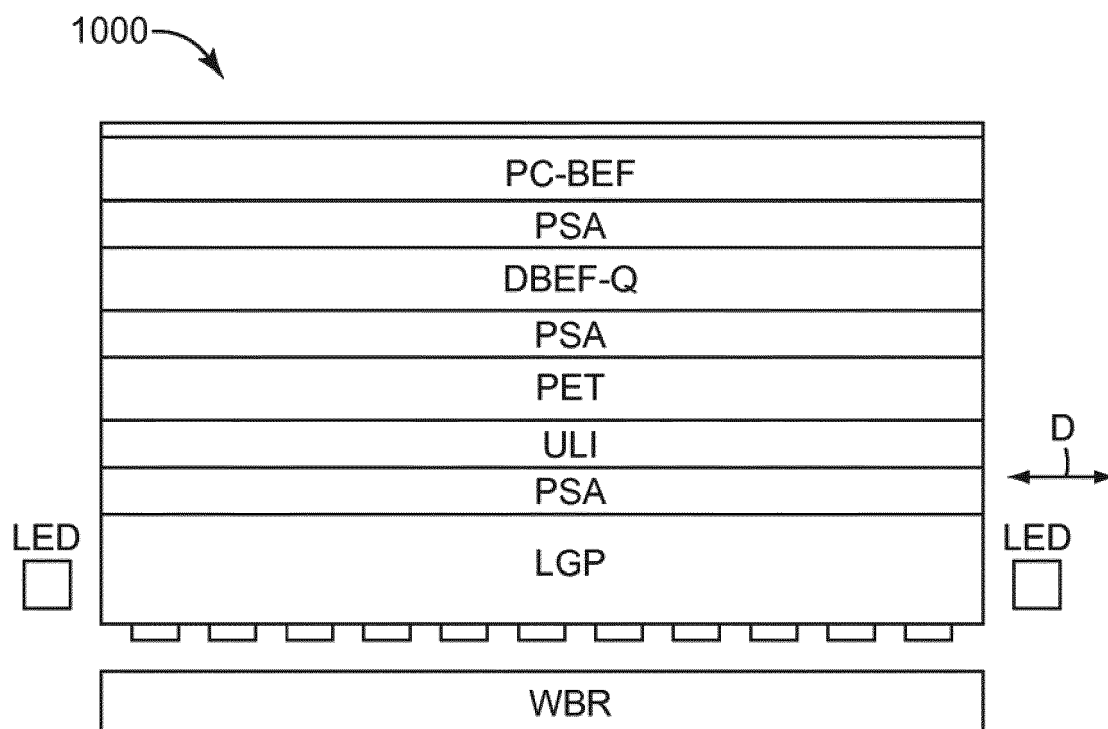 1000
PC-BEF
PSA
DBEF-Q
PSA
PET
ULI
D
PSA
LED
LED
LGP
WBR